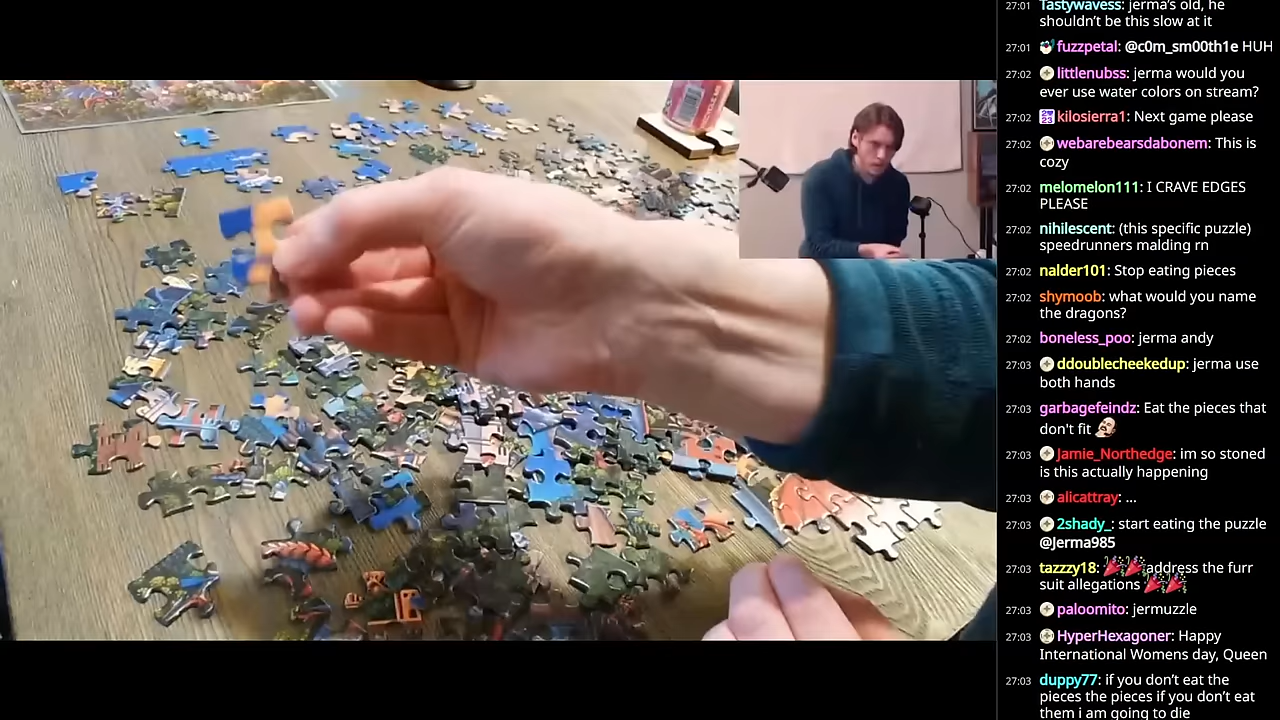 27:01 Tastywavess: jerma's old, he
shouldn't be this slow at it
27:01 fuzzpetal: @c0m_sm00th1e HUH
27:02 littlenubss: jerma would you
ever use water colors on stream?
27:02 kilosierra1: Next game please
27:02 webarebearsdabonem: This is
cozy
27:02 melomelon111: I CRAVE EDGES
PLEASE
27:02 nihilescent: (this specific puzzle)
speedrunners malding rn
27:02 nalder101: Stop eating pieces
27:02 shymoob: what would you name
the dragons?
27:02 boneless_poo: jerma andy
27:03 ddoublecheekedup: jerma use
both hands
27:03 garbagefeindz: Eat the pieces that
don't fit
27:03 Jamie_Northedge: im so stoned
is this actually happening
27:03 alicattray: ...
27:03 2shady_: start eating the puzzle
@Jerma985
27:03 tazzzy18: address the furr
suit allegations
27:03 paloomito: jermuzzle
27:03 HyperHexagoner: Happy
International Womens day, Queen
27:03 duppy77: if you don't eat the
pieces the pieces if you don't eat
them i am going to die